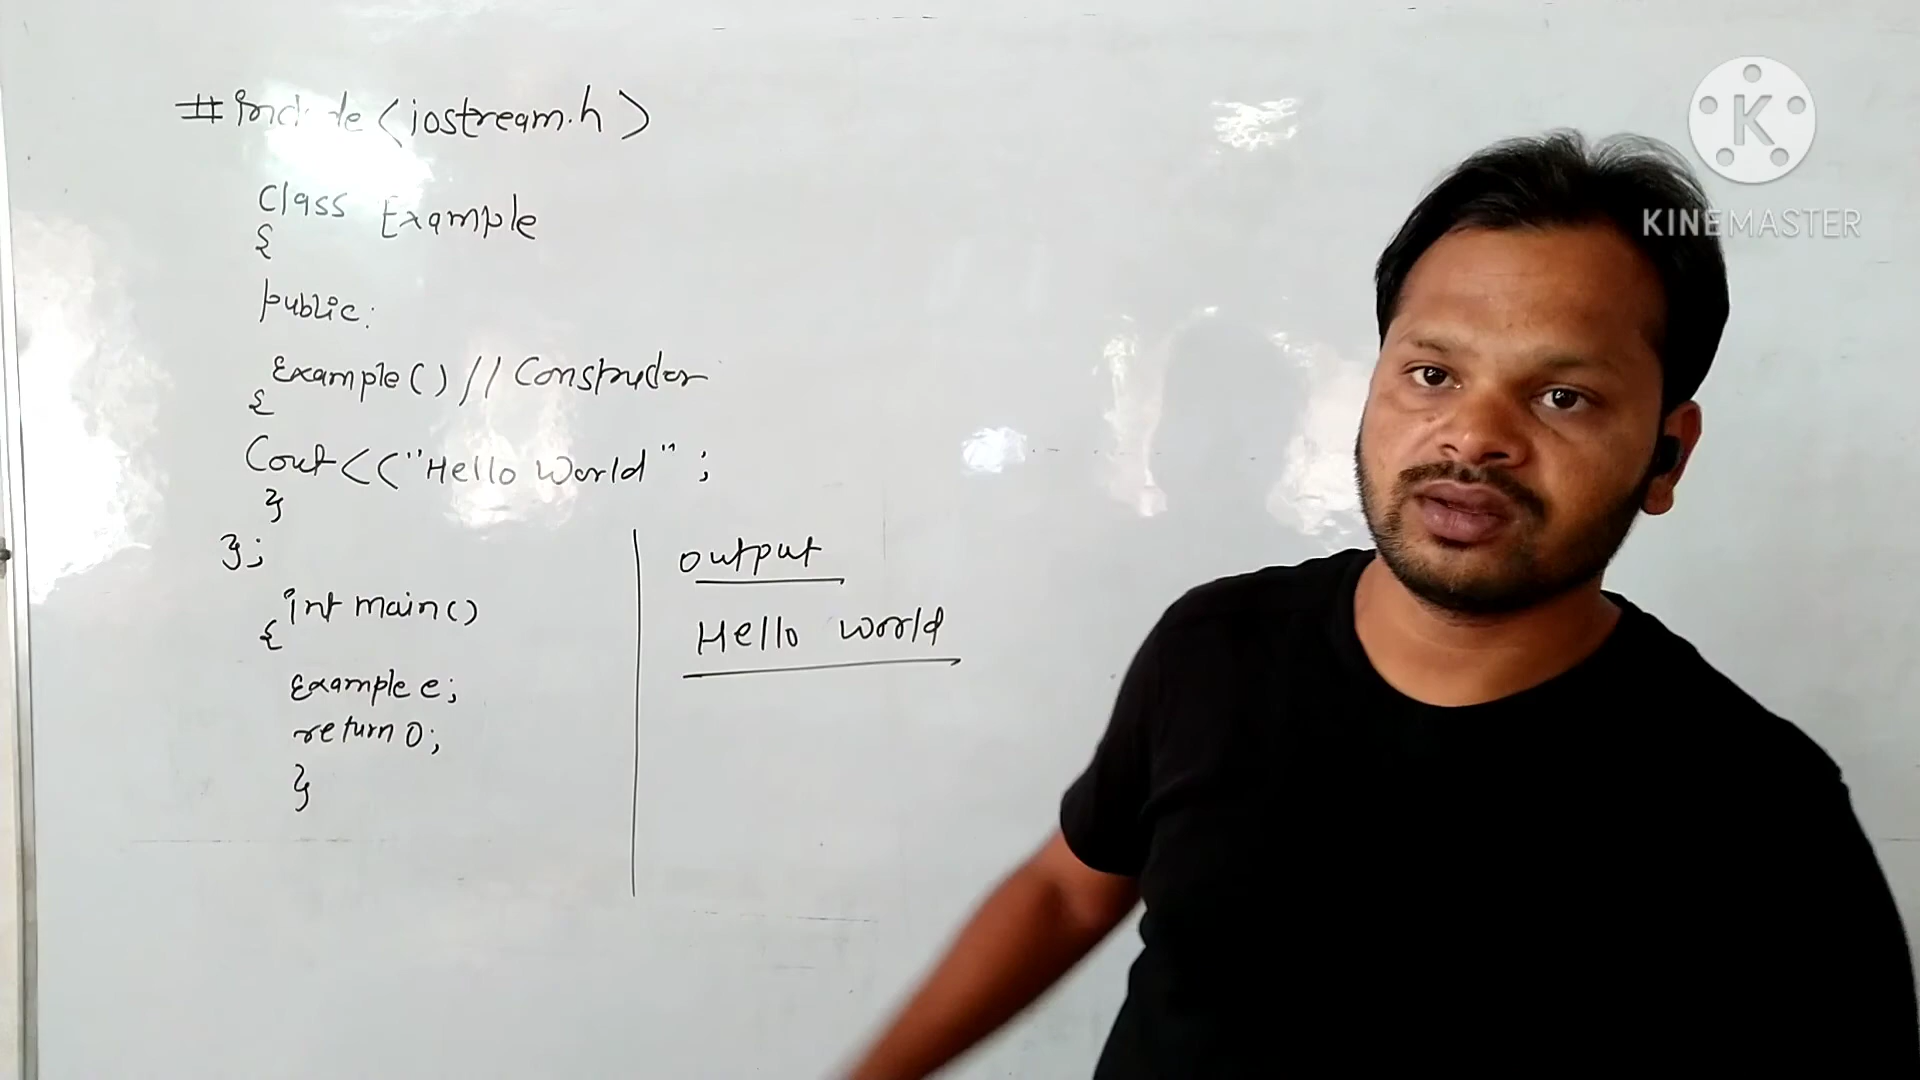 #include <iostream.h>
Class Example
{
public:
Example() // Constructor
{
Cout<<"Hello World";
}
};
int main()
{
Example e;
return 0;
}
output
Hello world
KINEMASTER